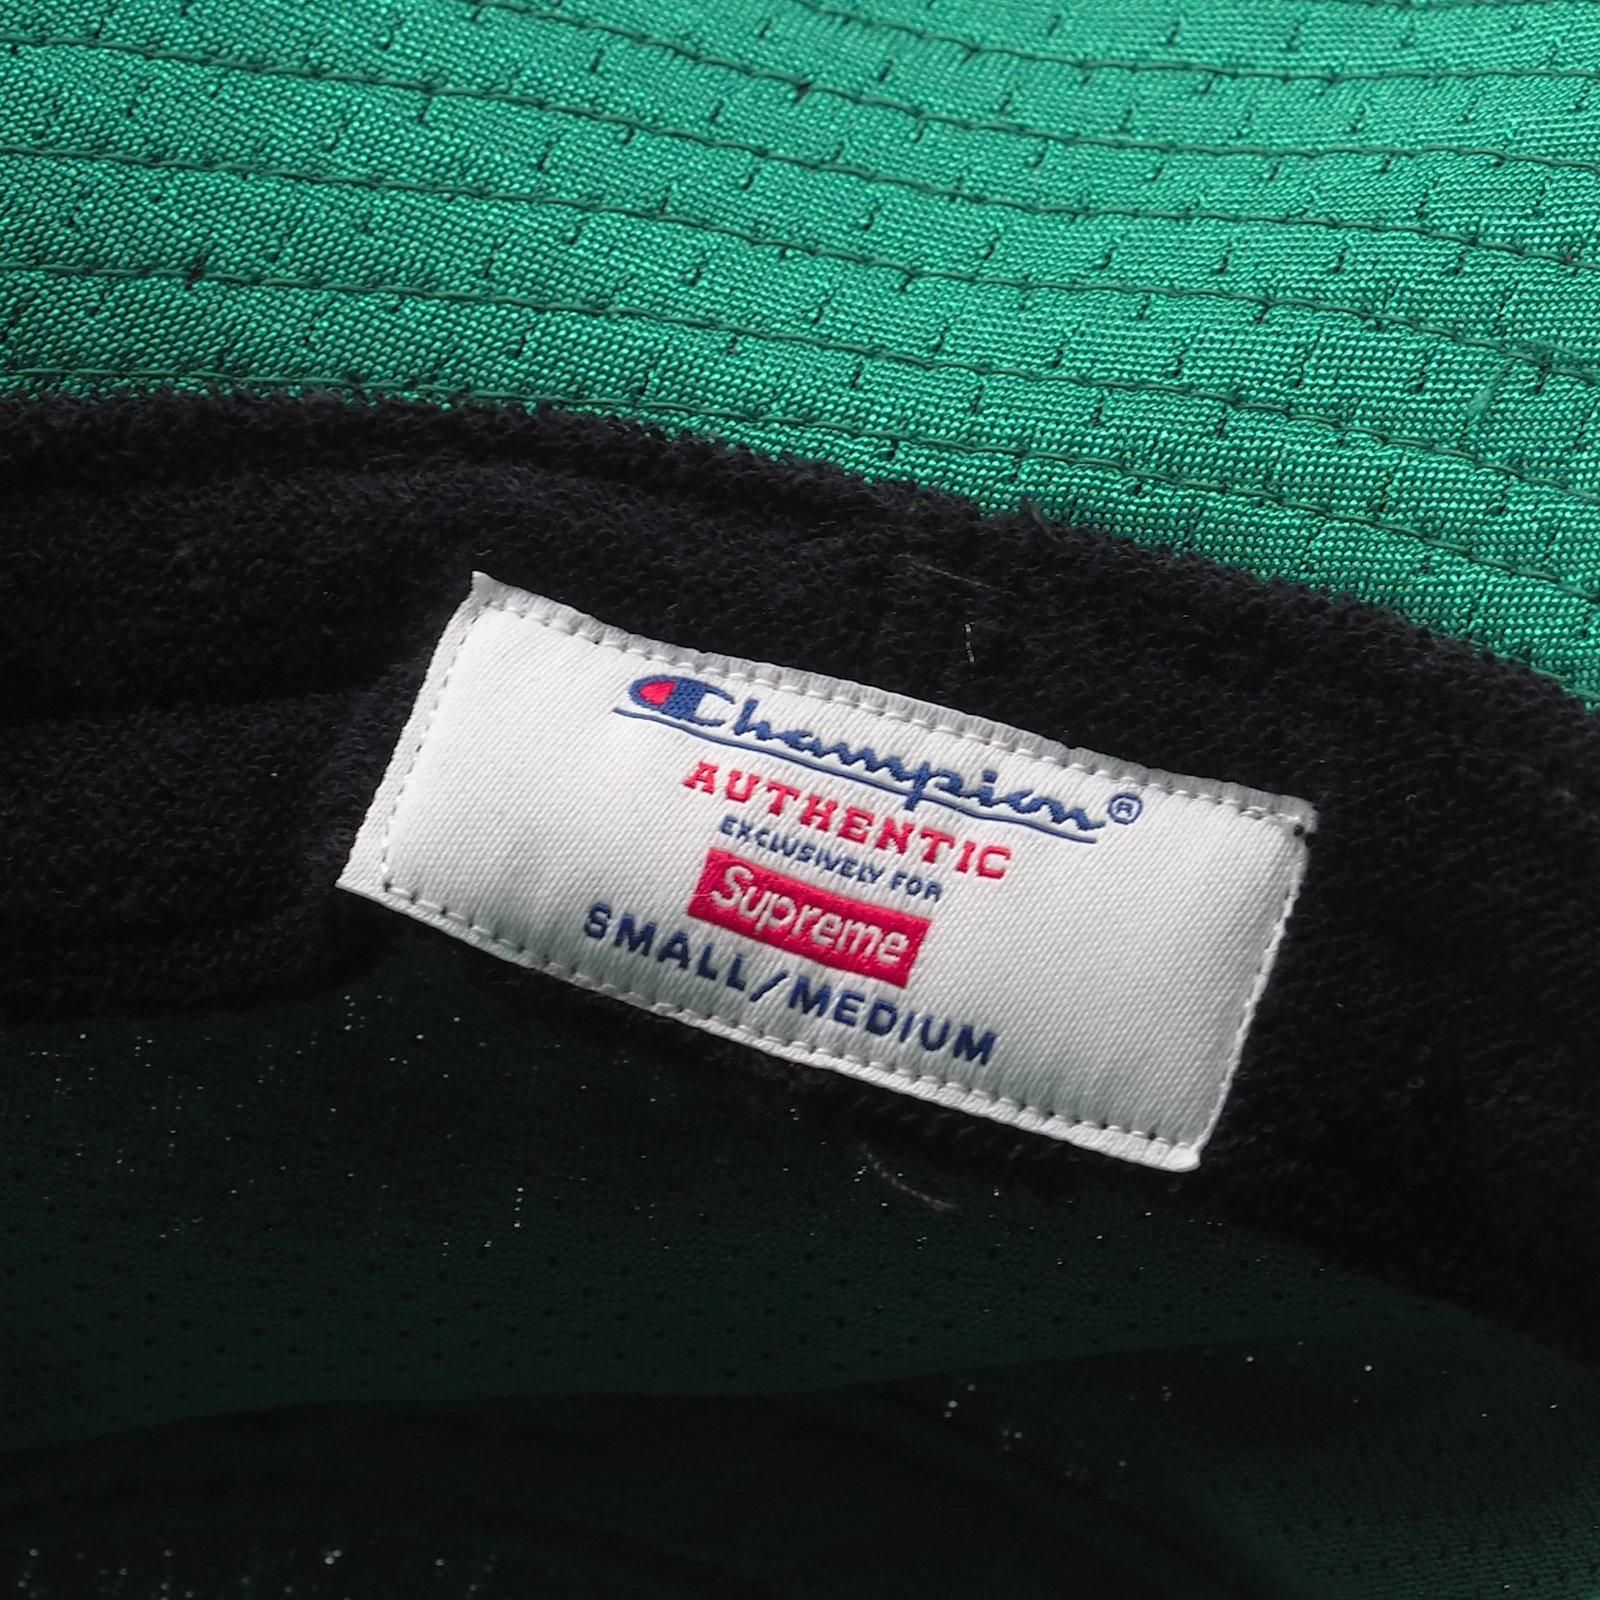 Champion®
AUTHENTIC
EXCLUSIVELY FOR
Supreme
SMALL/MEDIUM